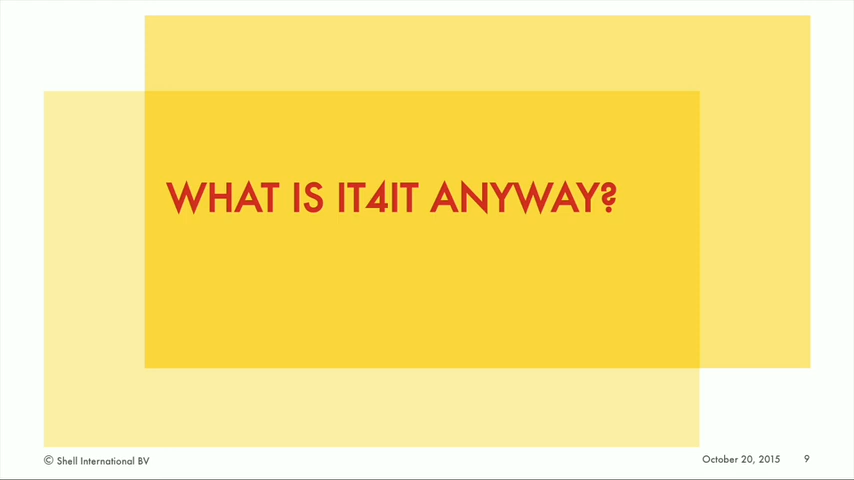 WHAT IS IT4IT ANYWAY?
© Shell International BV
October 20, 2015 9